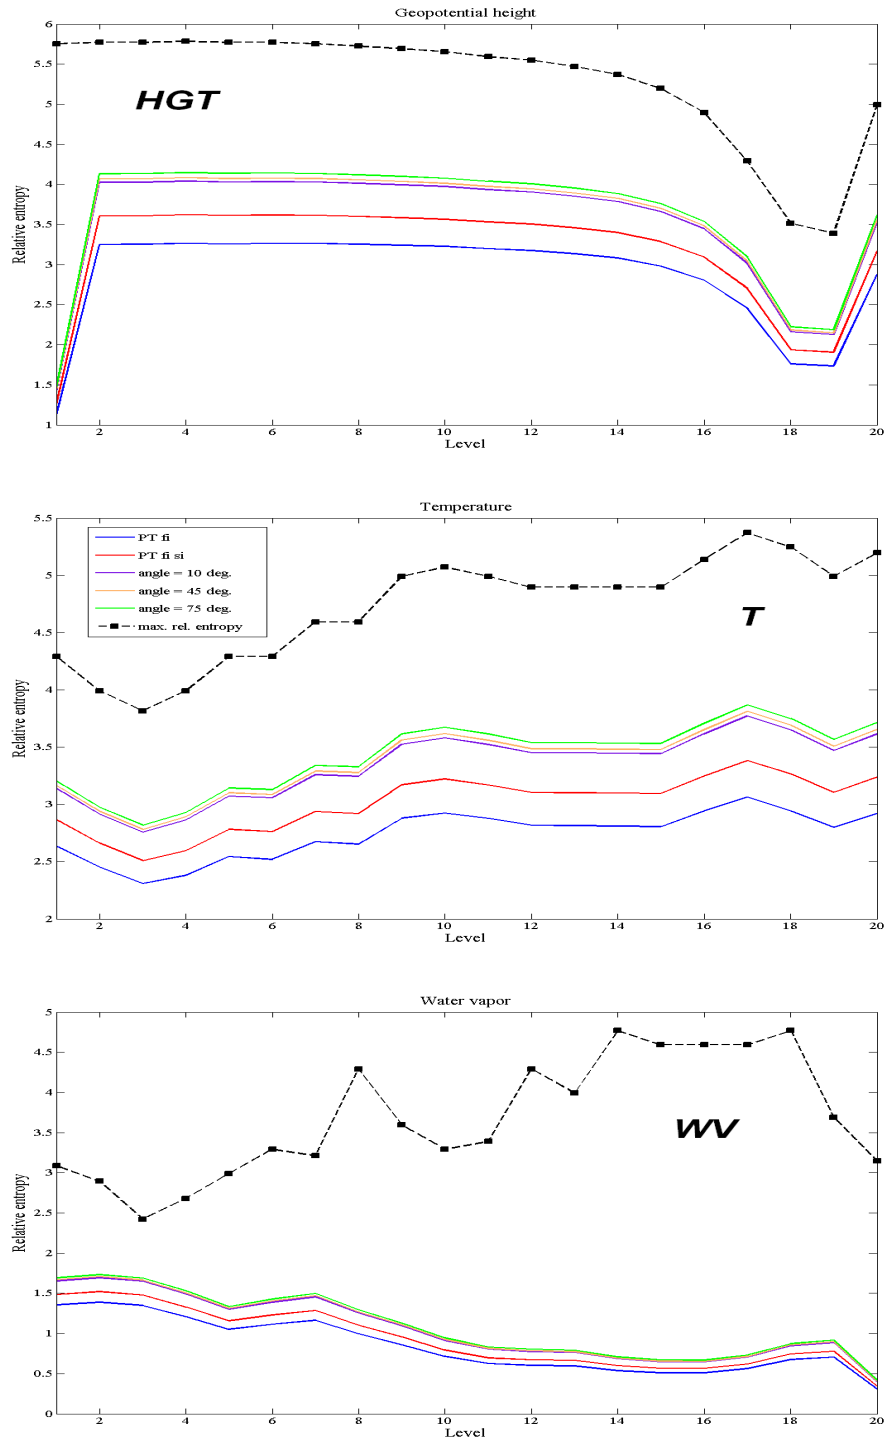 Geopotential height
6
5.5
5
4.5
4
3.5
3
2.5
2
1.5
1
Relative entropy
HGT
2 4 6 8 10 12 14 16 18 20
Level
Temperature
5.5
5
4.5
4
3.5
3
2.5
2
Relative entropy
PT fi
PT fi si
angle = 10 deg.
angle = 45 deg.
angle = 75 deg.
max. rel. entropy
T
2 4 6 8 10 12 14 16 18 20
Level
Water vapor
5
4.5
4
3.5
3
2.5
2
1.5
1
0.5
0
Relative entropy
WV
2 4 6 8 10 12 14 16 18 20
Level